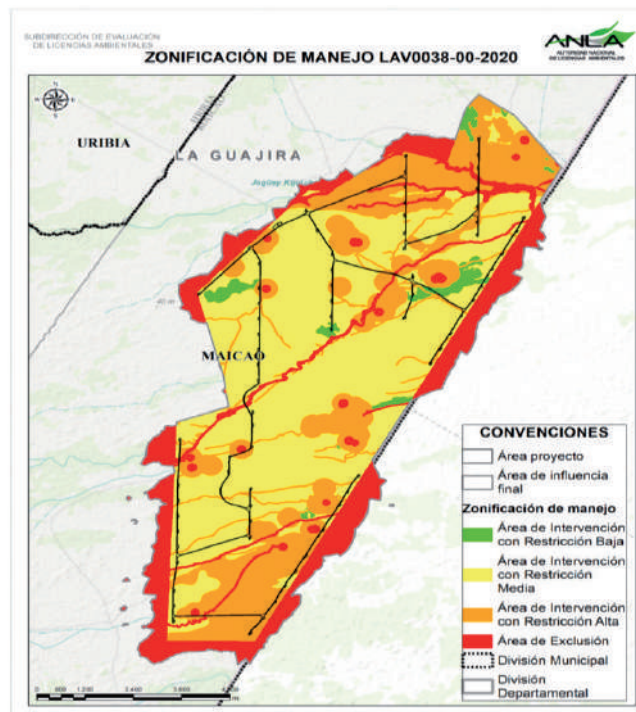 SUBDIRECCIÓN DE EVALUACIÓN
DE LICENCIAS AMBIENTALES
ANLA
AUTORIDAD NACIONAL
DE LICENCIAS AMBIENTALES
ZONIFICACIÓN DE MANEJO LAV0038-00-2020
N
W
E
S
URIBIA
LA GUAJIRA
MAICAO
CONVENCIONES
Área proyecto
Área de influencia
final
Zonificación de manejo
Área de Intervención
con Restricción Baja
Área de Intervención
con Restricción
Media
Área de Intervención
con Restricción Alta
Área de Exclusión
División Municipal
División
Departamental
0